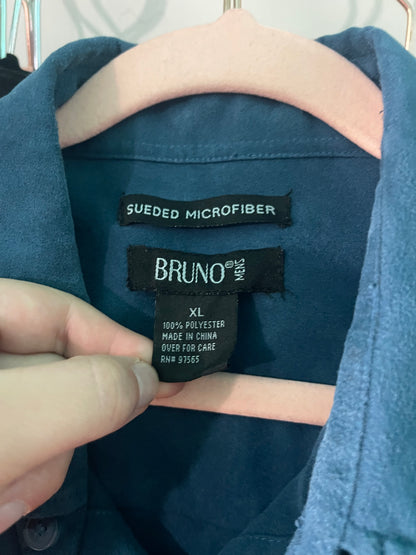 SUEDED MICROFIBER
BRUNO® MENS
XL
100% POLYESTER
MADE IN CHINA
OVER FOR CARE
RN# 97565